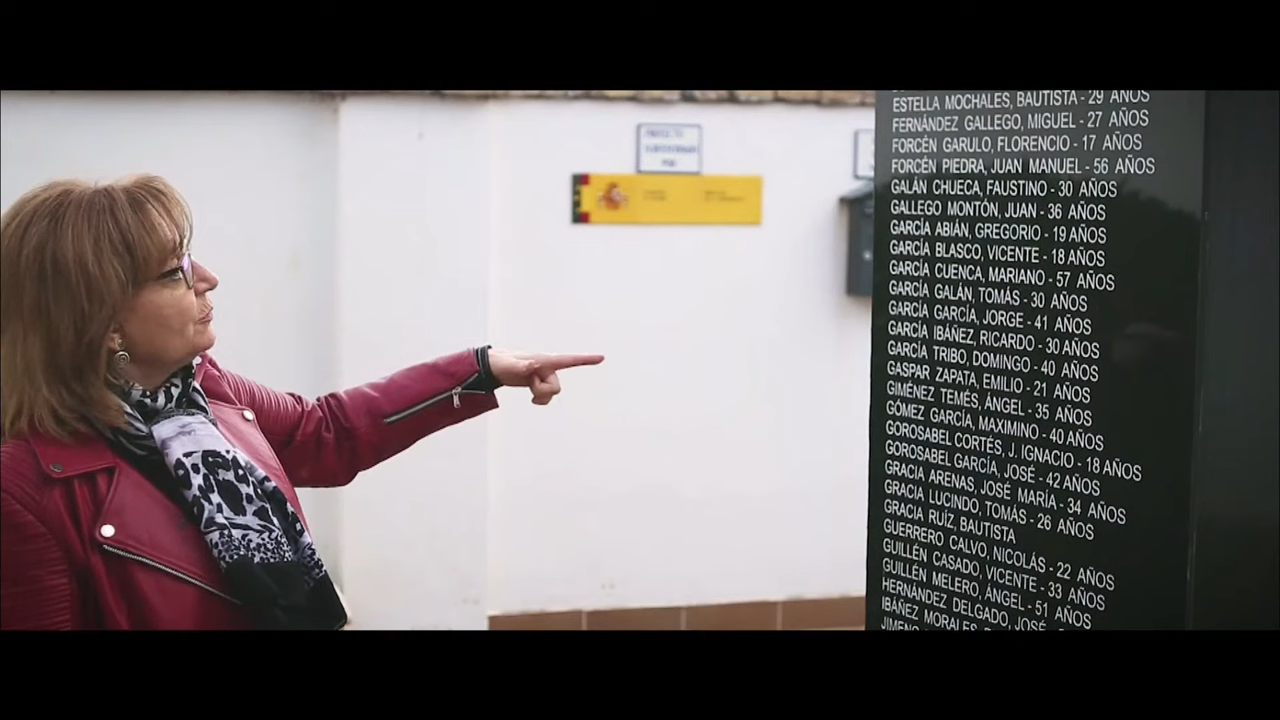 ESTELLA MOCHALES, BAUTISTA - 29 AÑOS
FERNÁNDEZ GALLEGO, MIGUEL - 27 AÑOS
FORCÉN GARULO, FLORENCIO - 17 AÑOS
FORCÉN PIEDRA, JUAN MANUEL - 56 AÑOS
GALÁN CHUECA, FAUSTINO - 30 AÑOS
GALLEGO MONTÓN, JUAN - 36 AÑOS
GARCÍA ABIÁN, GREGORIO - 19 AÑOS
GARCÍA BLASCO, VICENTE - 18 AÑOS
GARCÍA CUENCA, MARIANO - 57 AÑOS
GARCÍA GALÁN, TOMÁS - 30 AÑOS
GARCÍA GARCÍA, JORGE - 41 AÑOS
GARCÍA IBÁÑEZ, RICARDO - 30 AÑOS
GARCÍA TRIBO, DOMINGO - 40 AÑOS
GASPAR ZAPATA, EMILIO - 21 AÑOS
GIMÉNEZ TEMÉS, ÁNGEL - 35 AÑOS
GÓMEZ GARCÍA, MAXIMINO - 40 AÑOS
GOROSABEL CORTÉS, J. IGNACIO - 18 AÑOS
GOROSABEL GARCÍA, JOSÉ - 42 AÑOS
GRACIA ARENAS, JOSÉ MARÍA - 34 AÑOS
GRACIA LUCINDO, TOMÁS - 26 AÑOS
GRACIA RUÍZ, BAUTISTA
GUERRERO CALVO, NICOLÁS - 22 AÑOS
GUILLÉN CASADO, VICENTE - 33 AÑOS
GUILLÉN MELERO, ÁNGEL - 51 AÑOS
HERNÁNDEZ DELGADO, JOSÉ - AÑOS
IBÁÑEZ MORALES,